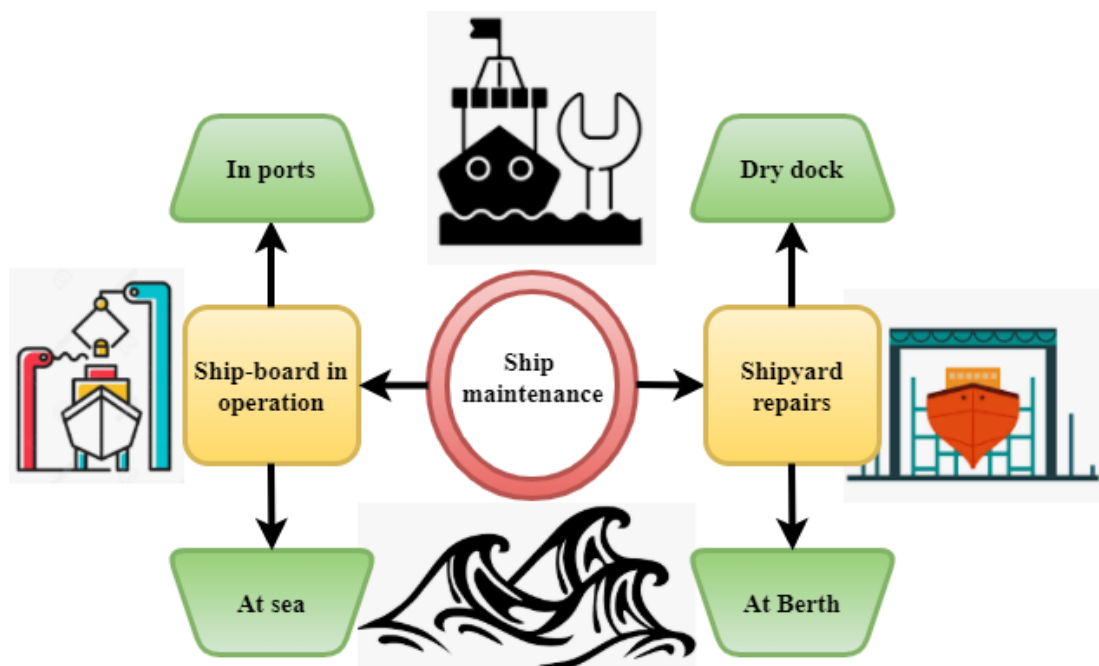 In ports
Dry dock
Ship-board in
operation
Ship
maintenance
Shipyard
repairs
At sea
At Berth